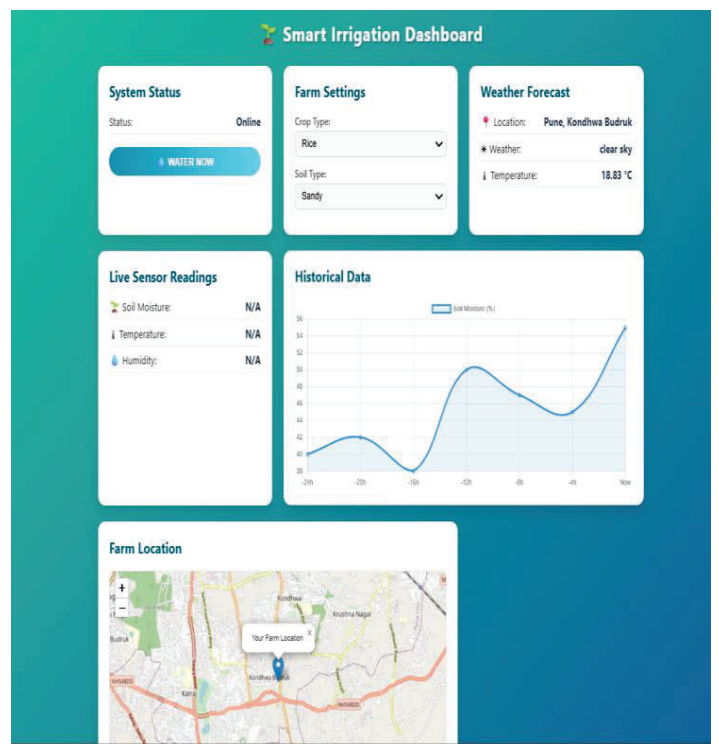 Smart Irrigation Dashboard
System Status
Status: Online
WATER NOW
Farm Settings
Crop Type:
Rice
Soil Type:
Sandy
Weather Forecast
Location: Pune, Kondhwa Budruk
Weather: clear sky
Temperature: 18.83 °C
Live Sensor Readings
Soil Moisture: N/A
Temperature: N/A
Humidity: N/A
Historical Data
Soil Moisture (%)
56
54
52
50
48
46
44
42
40
38
-24h -20h -16h -12h -8h -4h Now
Farm Location
+
−
Kondhwa
Krushna Nagar
Budruk
Your Farm Location ×
Kondhwa Budruk
NH548DD
Katraj
NH548DD